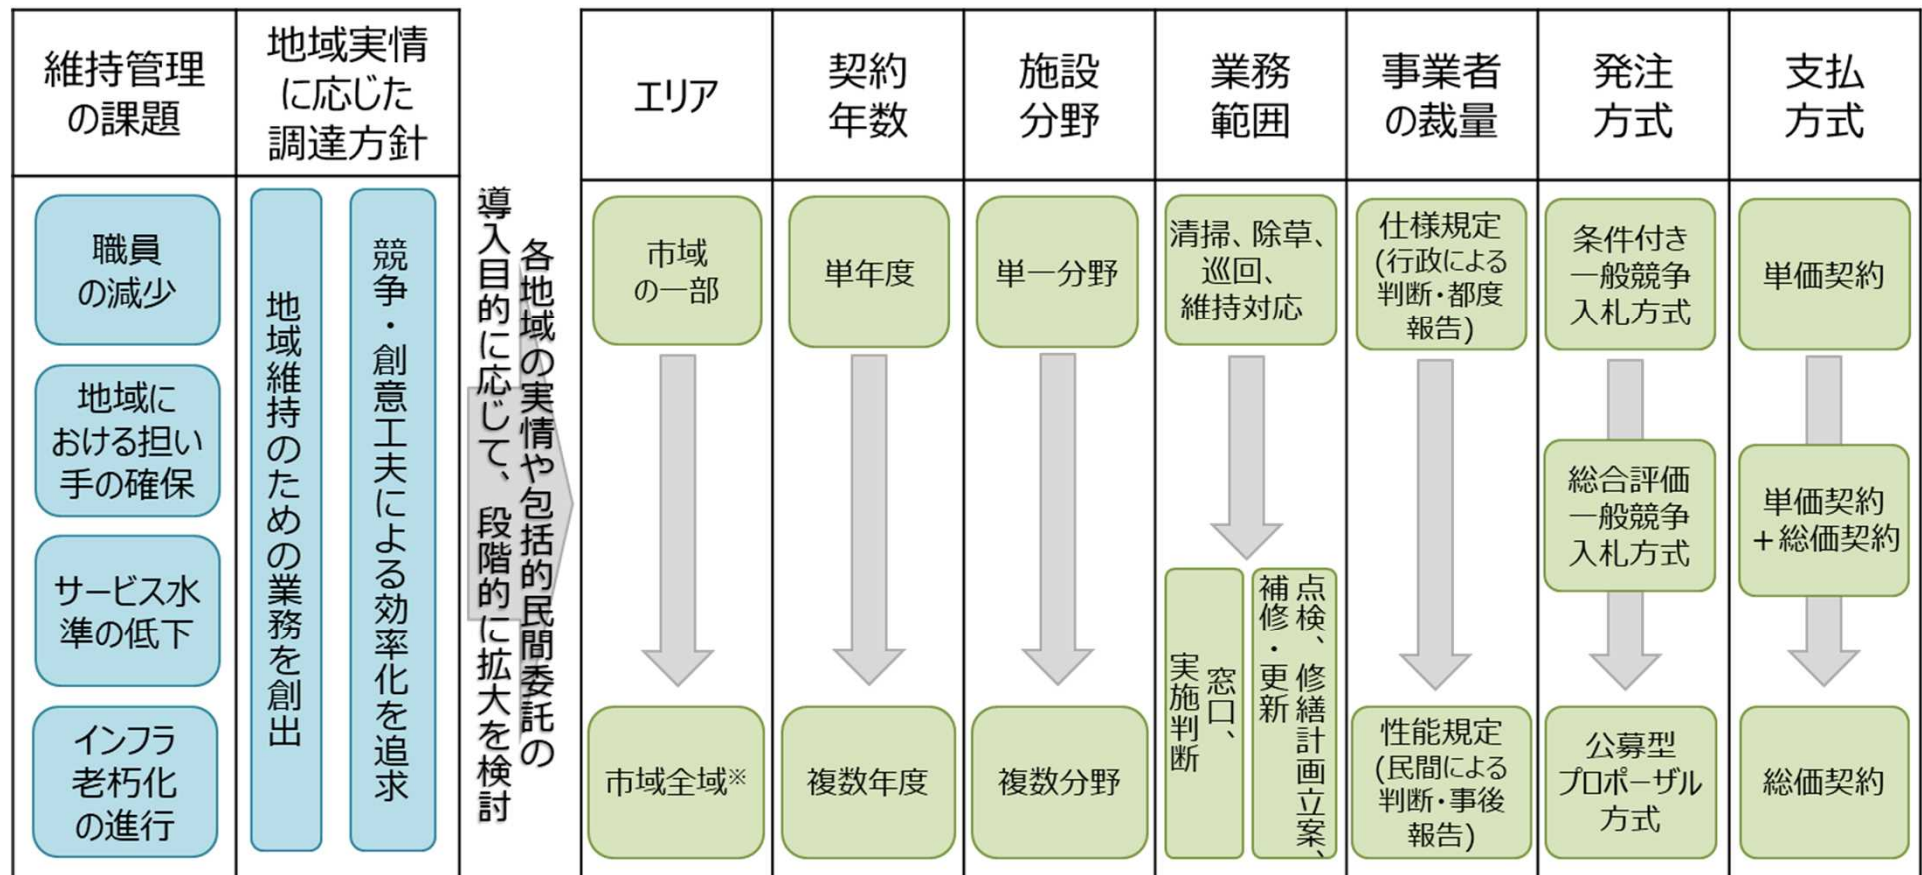 維持管理
の課題
地域実情
に応じた
調達方針
エリア
契約
年数
施設
分野
業務
範囲
事業者
の裁量
発注
方式
支払
方式
職員
の減少
地域に
おける担い
手の確保
サービス水
準の低下
インフラ
老朽化
の進行
地域維持のための業務を創出
競争・創意工夫による効率化を追求
各地域の実情や包括的民間委託の
導入目的に応じて、段階的に拡大を検討
市域
の一部
市域全域※
単年度
複数年度
単一分野
複数分野
清掃、除草、
巡回、
維持対応
窓口、
実施判断
点検、修繕計画立案、
補修・更新
仕様規定
(行政による
判断・都度
報告)
性能規定
(民間による
判断・事後
報告)
条件付き
一般競争
入札方式
総合評価
一般競争
入札方式
公募型
プロポーザル
方式
単価契約
単価契約
＋総価契約
総価契約